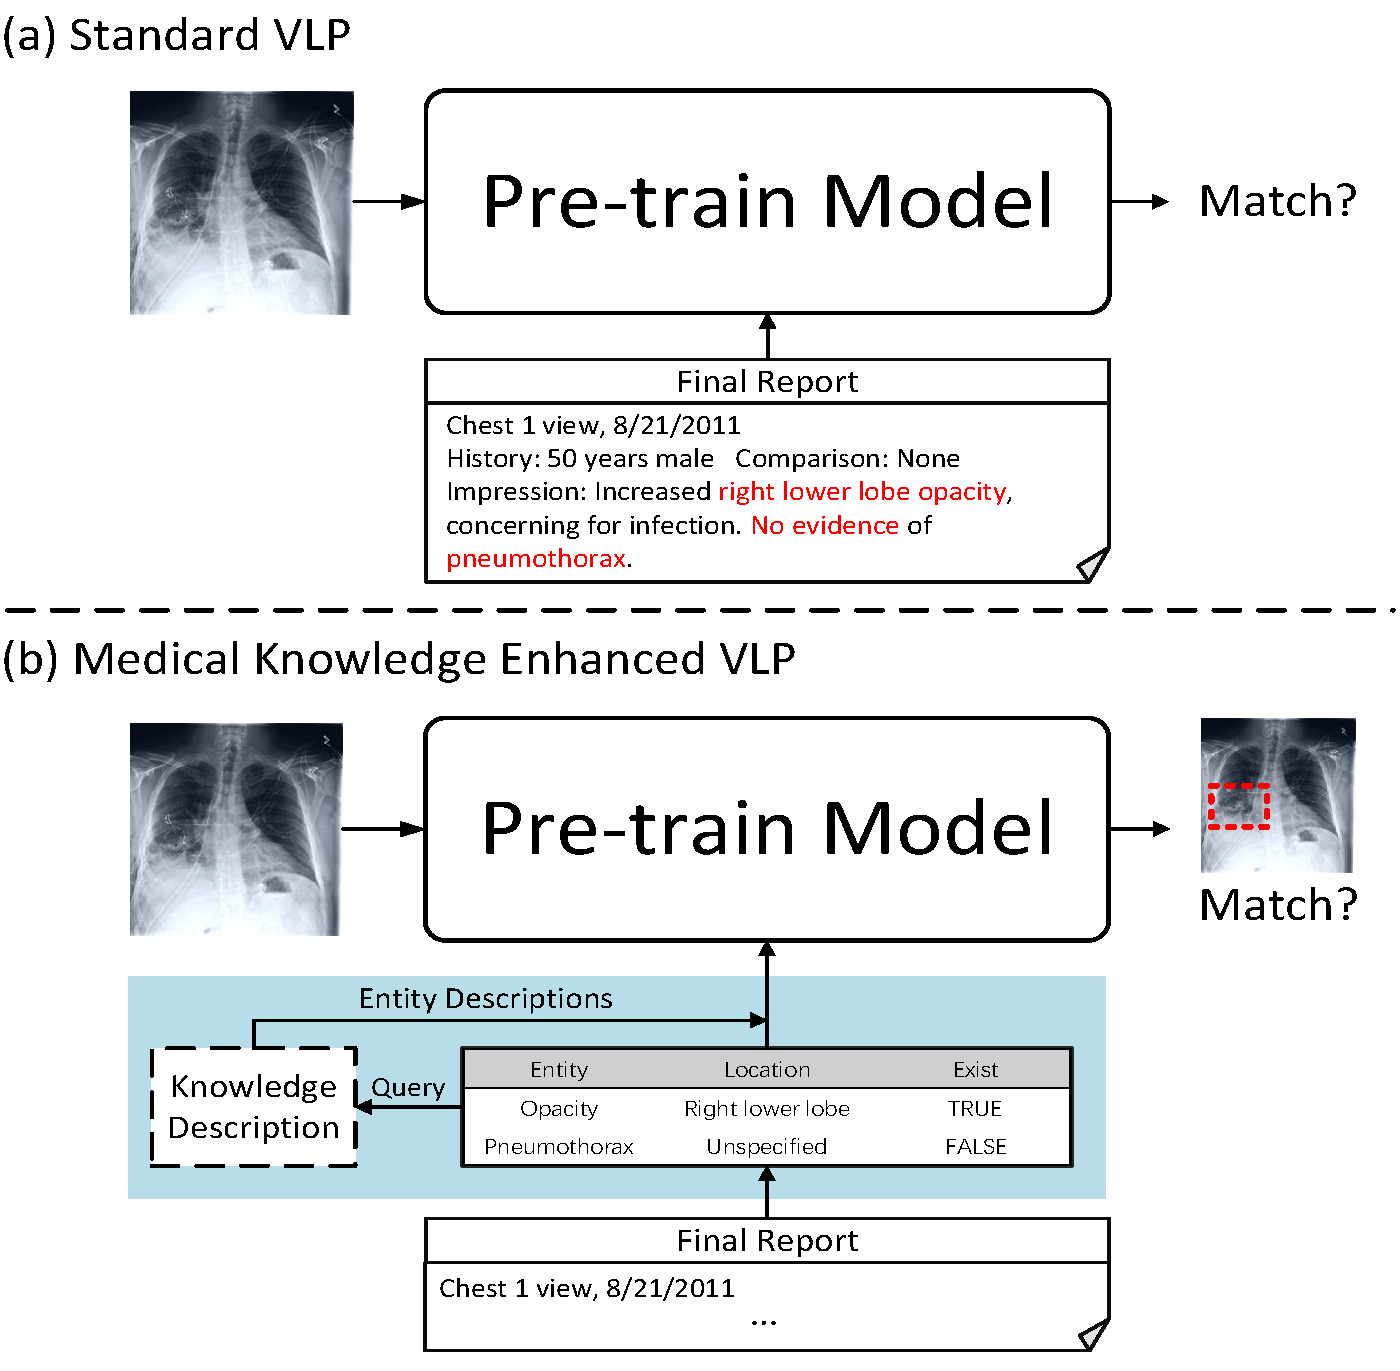 (a) Standard VLP
Pre-train Model
Match?
Final Report
Chest 1 view, 8/21/2011
History: 50 years male Comparison: None
Impression: Increased right lower lobe opacity,
concerning for infection. No evidence of
pneumothorax.
(b) Medical Knowledge Enhanced VLP
Pre-train Model
Match?
Entity Descriptions
Knowledge
Description
Query
Entity Location Exist
Opacity Right lower lobe TRUE
Pneumothorax Unspecified FALSE
Final Report
Chest 1 view, 8/21/2011
...